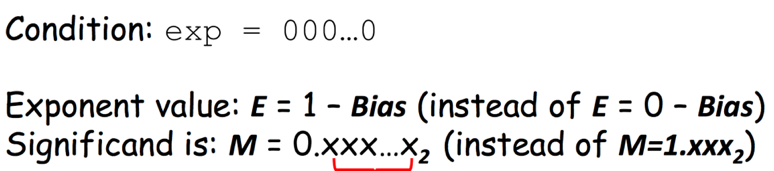 Condition: exp = 000…0
Exponent value: E = 1 – Bias (instead of E = 0 – Bias)
Significand is: M = 0.xxx…x₂ (instead of M=1.xxx₂)